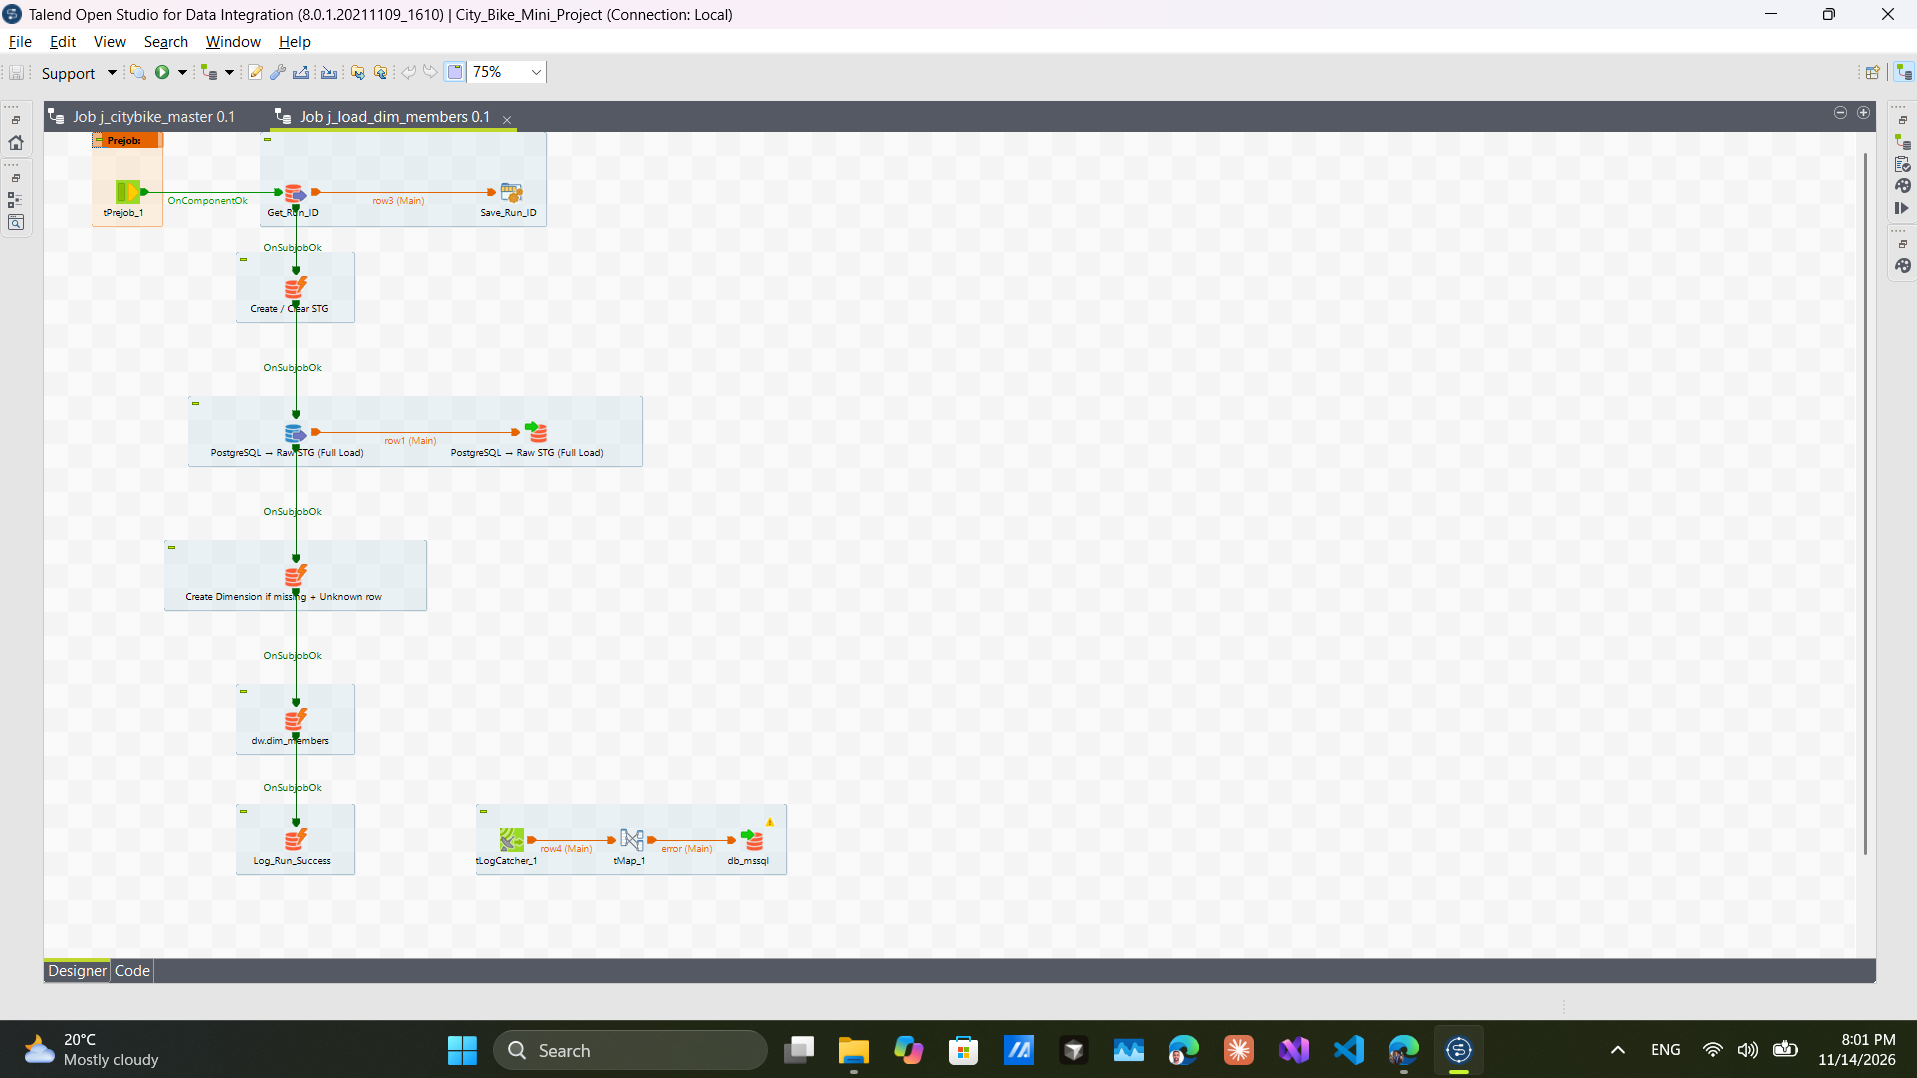 Talend Open Studio for Data Integration (8.0.1.20211109_1610) | City_Bike_Mini_Project (Connection: Local)
File Edit View Search Window Help
Support 75%
Job j_citybike_master 0.1 Job j_load_dim_members 0.1
Prejob:
OnComponentOk row3 (Main)
tPrejob_1 Get_Run_ID Save_Run_ID
OnSubjobOk
Create / Clear STG
OnSubjobOk
row1 (Main)
PostgreSQL → Raw STG (Full Load) PostgreSQL → Raw STG (Full Load)
OnSubjobOk
Create Dimension if missing + Unknown row
OnSubjobOk
dw.dim_members
OnSubjobOk
row4 (Main) error (Main)
Log_Run_Success tLogCatcher_1 tMap_1 db_mssql
Designer Code
20°C
Mostly cloudy
Search
ENG
8:01 PM
11/14/2026